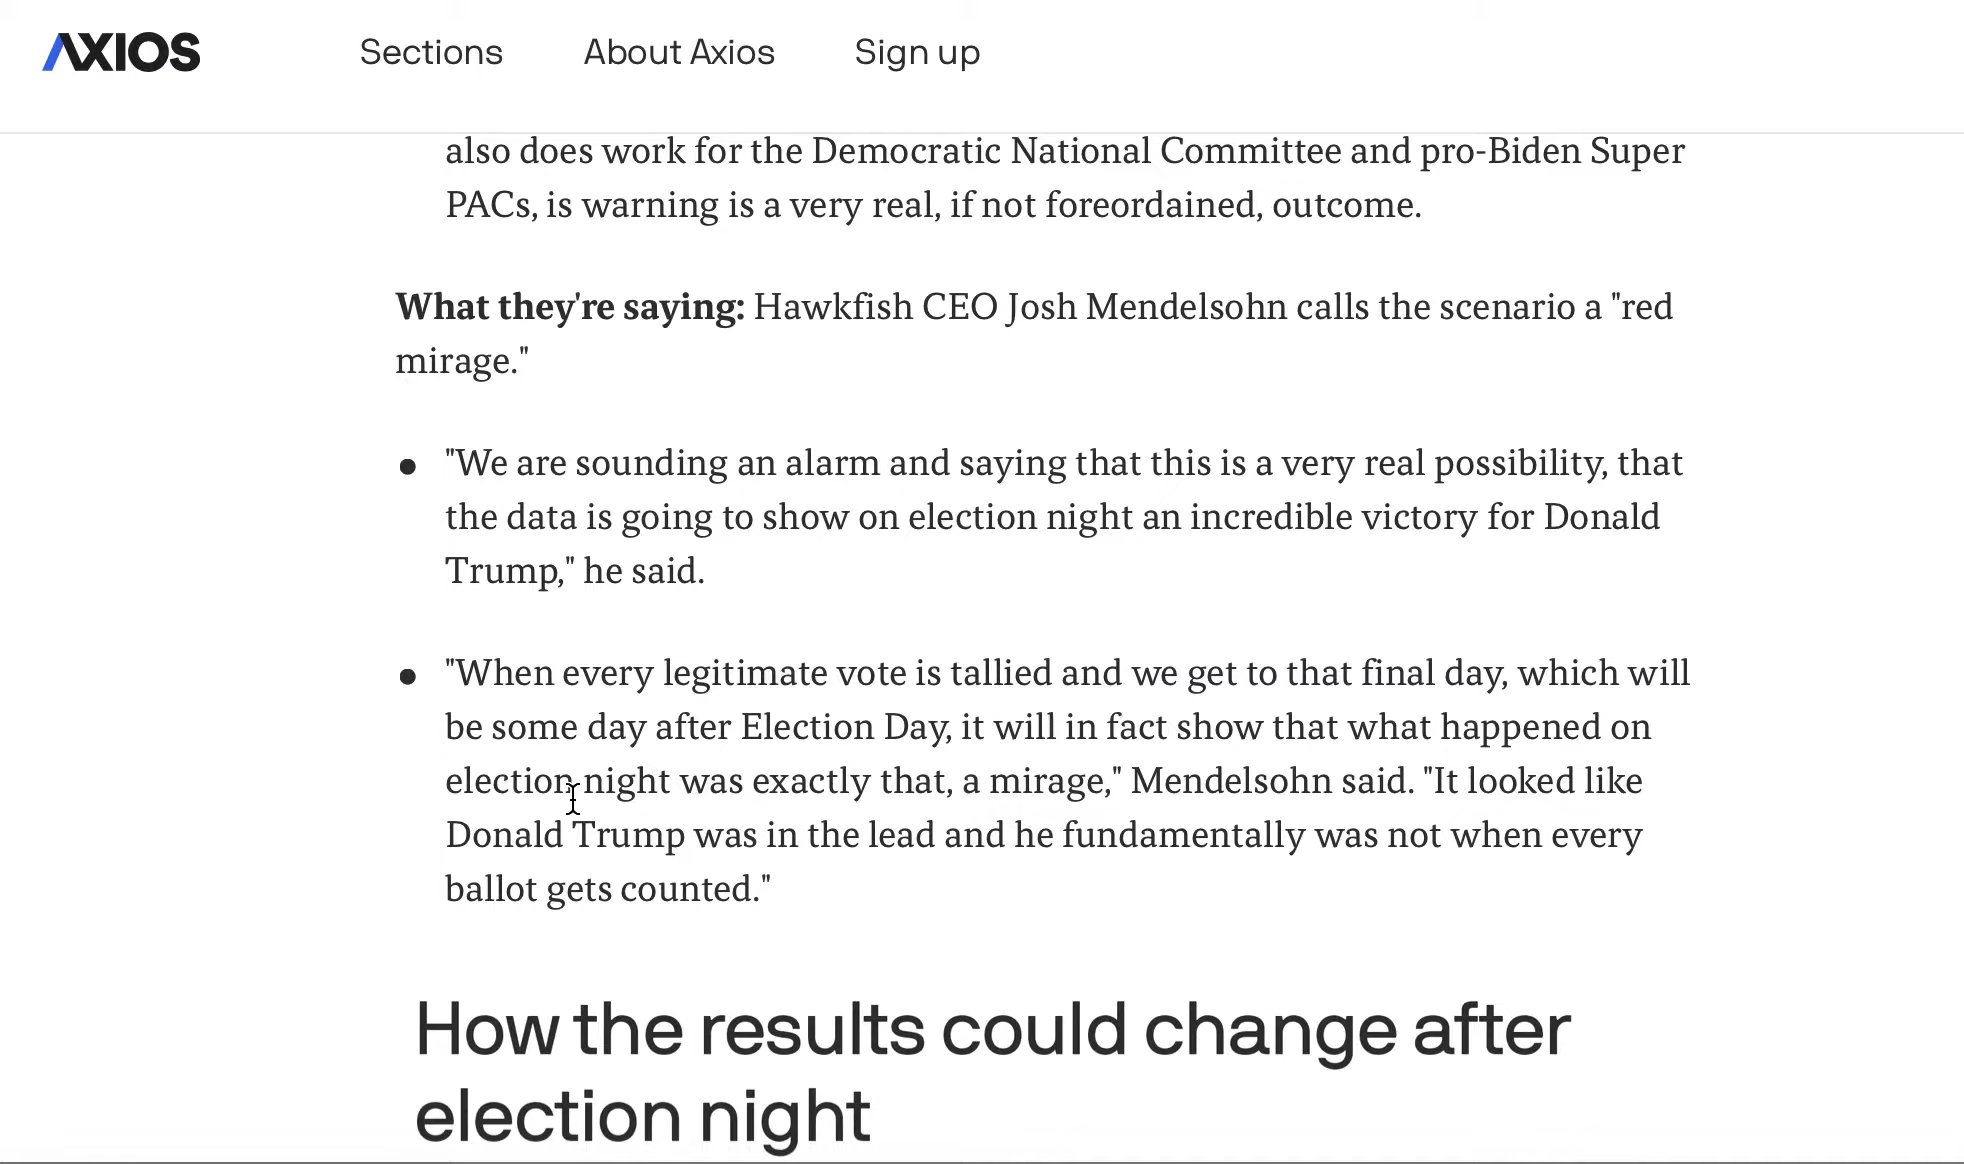 AXIOS
Sections
About Axios
Sign up
also does work for the Democratic National Committee and pro-Biden Super
PACs, is warning is a very real, if not foreordained, outcome.
What they're saying: Hawkfish CEO Josh Mendelsohn calls the scenario a "red
mirage."
● "We are sounding an alarm and saying that this is a very real possibility, that
the data is going to show on election night an incredible victory for Donald
Trump," he said.
● "When every legitimate vote is tallied and we get to that final day, which will
be some day after Election Day, it will in fact show that what happened on
election night was exactly that, a mirage," Mendelsohn said. "It looked like
Donald Trump was in the lead and he fundamentally was not when every
ballot gets counted."
How the results could change after
election night